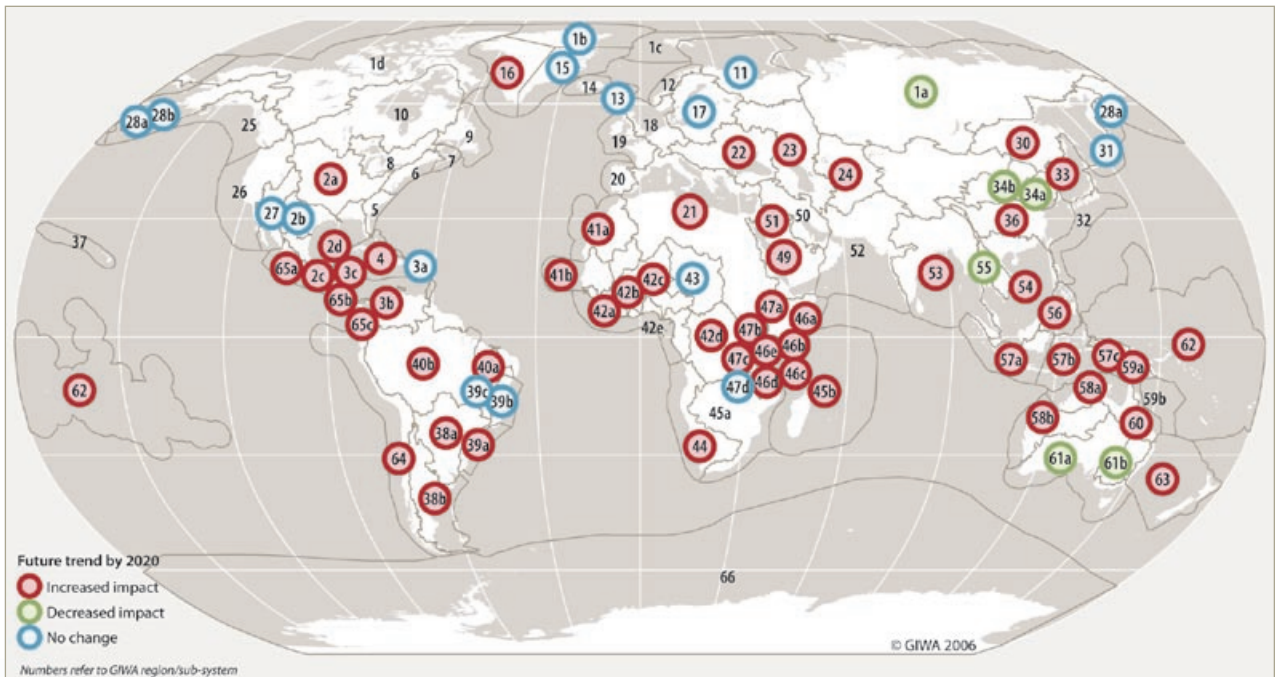 1b
1c
1d
16
15
14
12
11
13
1a
17
28a
28b
10
25
9
18
19
8
7
6
22
23
24
30
28a
31
33
34b
34a
36
32
2a
20
26
27
2b
5
21
51
50
41a
37
2d
4
3a
65a
2c
3c
49
52
53
55
54
41b
42c
43
42b
42a
65b
3b
65c
56
47a
46a
42e
42d
47b
46b
46e
47c
46c
46d
47d
45b
57a
57b
57c
59a
62
62
40b
40a
39c
39b
58a
59b
45a
58b
60
38a
39a
64
44
61a
61b
63
38b
Future trend by 2020
Increased impact
Decreased impact
No change
66
© GIWA 2006
Numbers refer to GIWA region/sub-system